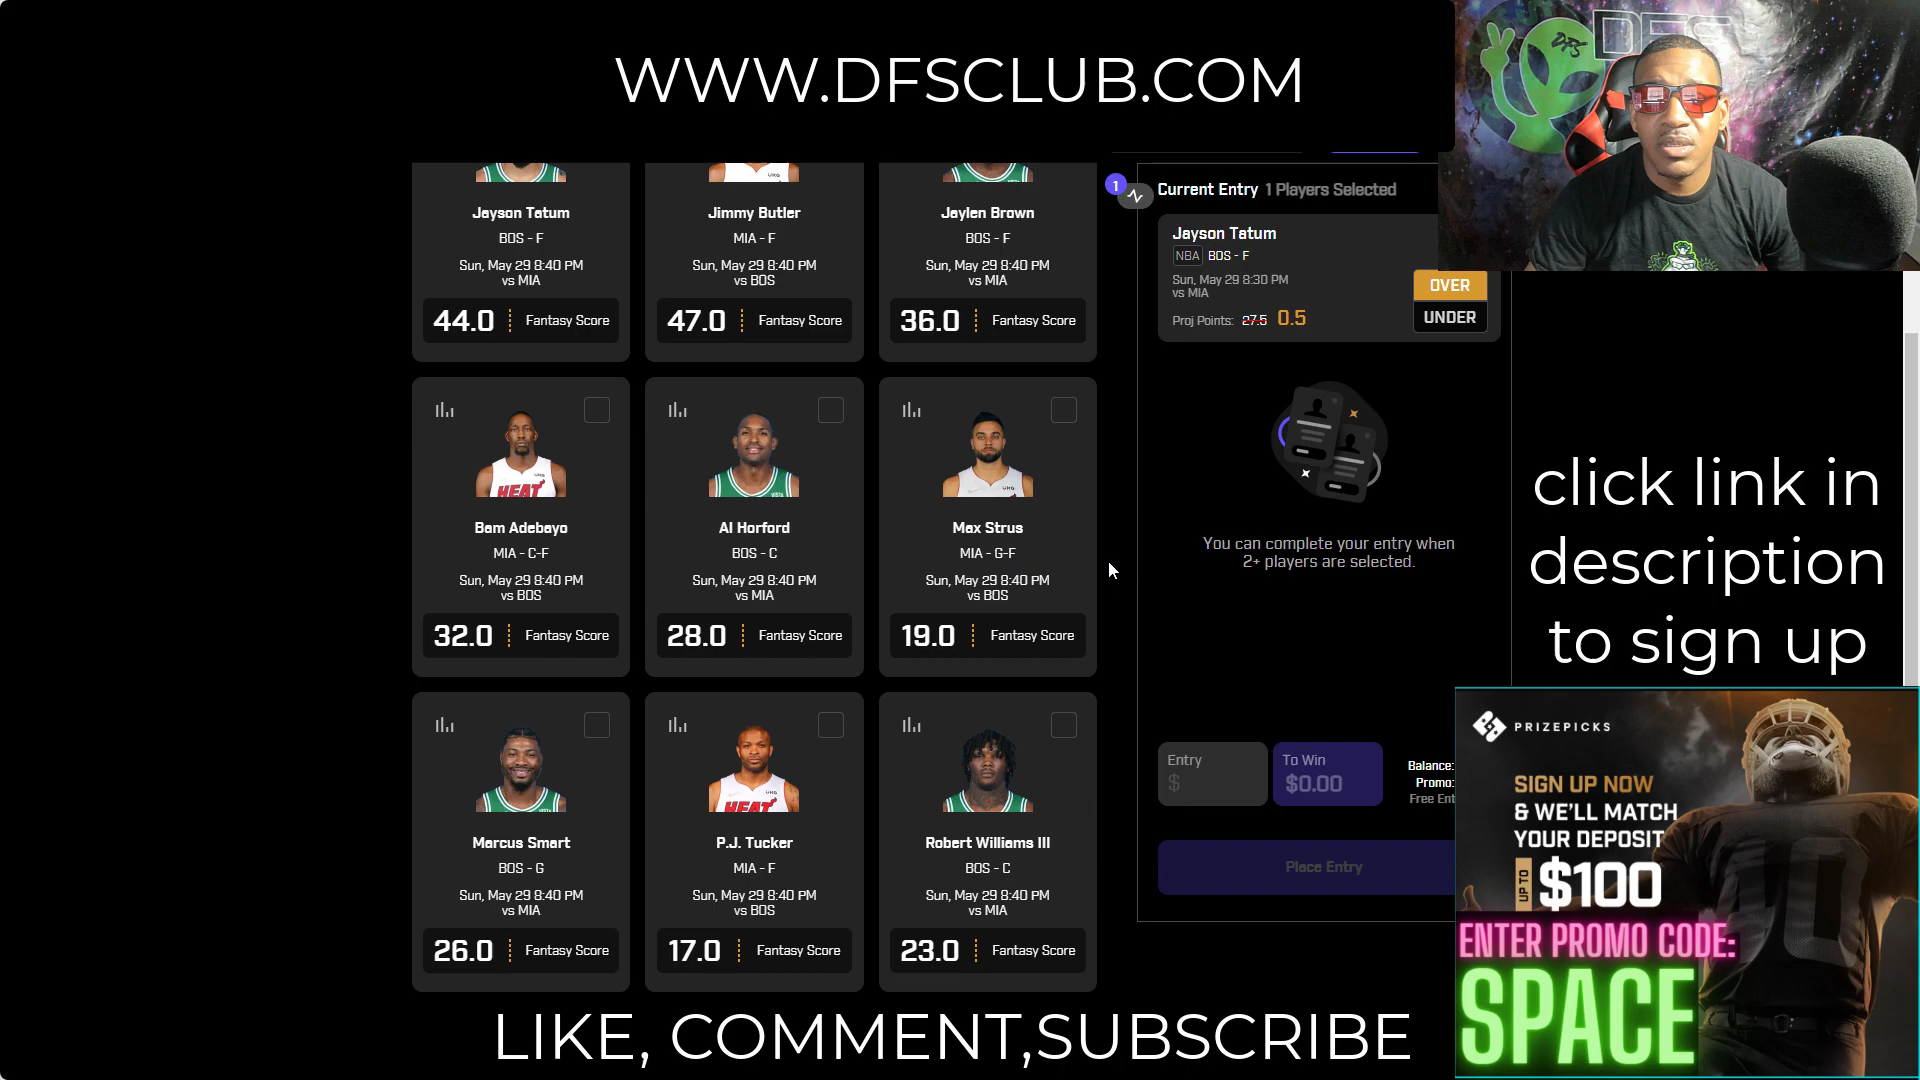 WWW.DFSCLUB.COM
DFS
DFS
Jayson Tatum
BOS - F
Sun, May 29 8:40 PM
vs MIA
44.0 Fantasy Score
Jimmy Butler
MIA - F
Sun, May 29 8:40 PM
vs BOS
47.0 Fantasy Score
Jaylen Brown
BOS - F
Sun, May 29 8:40 PM
vs MIA
36.0 Fantasy Score
HEAT
Bam Adebayo
MIA - C-F
Sun, May 29 8:40 PM
vs BOS
32.0 Fantasy Score
Al Horford
BOS - C
Sun, May 29 8:40 PM
vs MIA
28.0 Fantasy Score
Max Strus
MIA - G-F
Sun, May 29 8:40 PM
vs BOS
19.0 Fantasy Score
Marcus Smart
BOS - G
Sun, May 29 8:40 PM
vs MIA
26.0 Fantasy Score
HEAT
P.J. Tucker
MIA - F
Sun, May 29 8:40 PM
vs BOS
17.0 Fantasy Score
Robert Williams III
BOS - C
Sun, May 29 8:40 PM
vs MIA
23.0 Fantasy Score
1
Current Entry 1 Players Selected
Jayson Tatum
NBA BOS - F
Sun, May 29 8:30 PM
vs MIA
Proj Points: 27.5 0.5
OVER
UNDER
You can complete your entry when
2+ players are selected.
Entry
$
To Win
$0.00
Balance:
Promo:
Free Ent
Place Entry
click link in
description
to sign up
PRIZEPICKS
SIGN UP NOW
& WE'LL MATCH
YOUR DEPOSIT
UP TO $100
ENTER PROMO CODE:
SPACE
LIKE, COMMENT,SUBSCRIBE